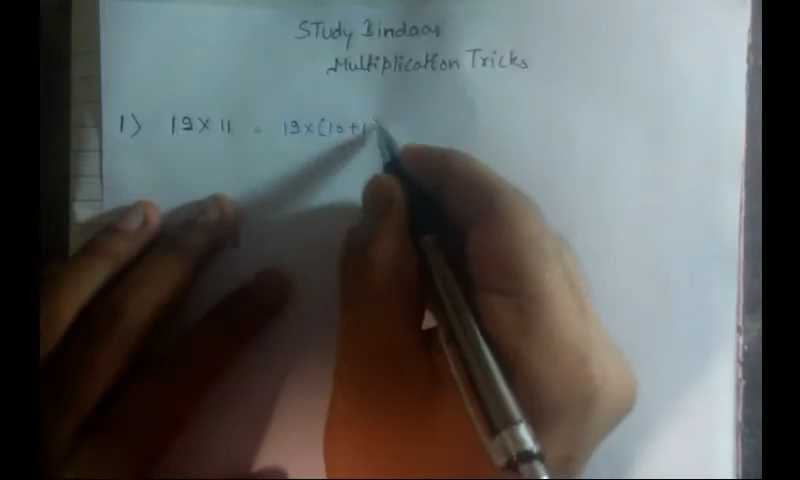 STudy Bindaas
Multiplication Tricks
1) 19 × 11 = 19 × (10+1)